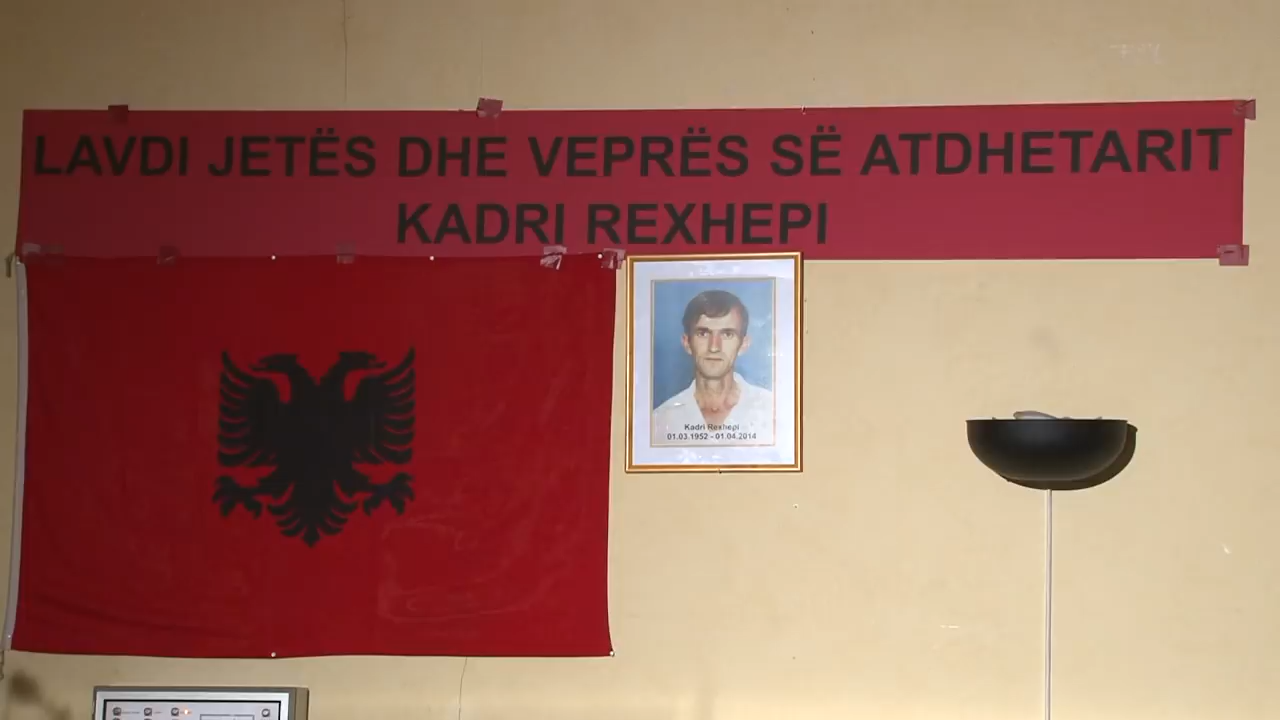 LAVDI JETËS DHE VEPRËS SË ATDHETARIT
KADRI REXHEPI
Kadri Rexhepi
01.03.1952 - 01.04.2014